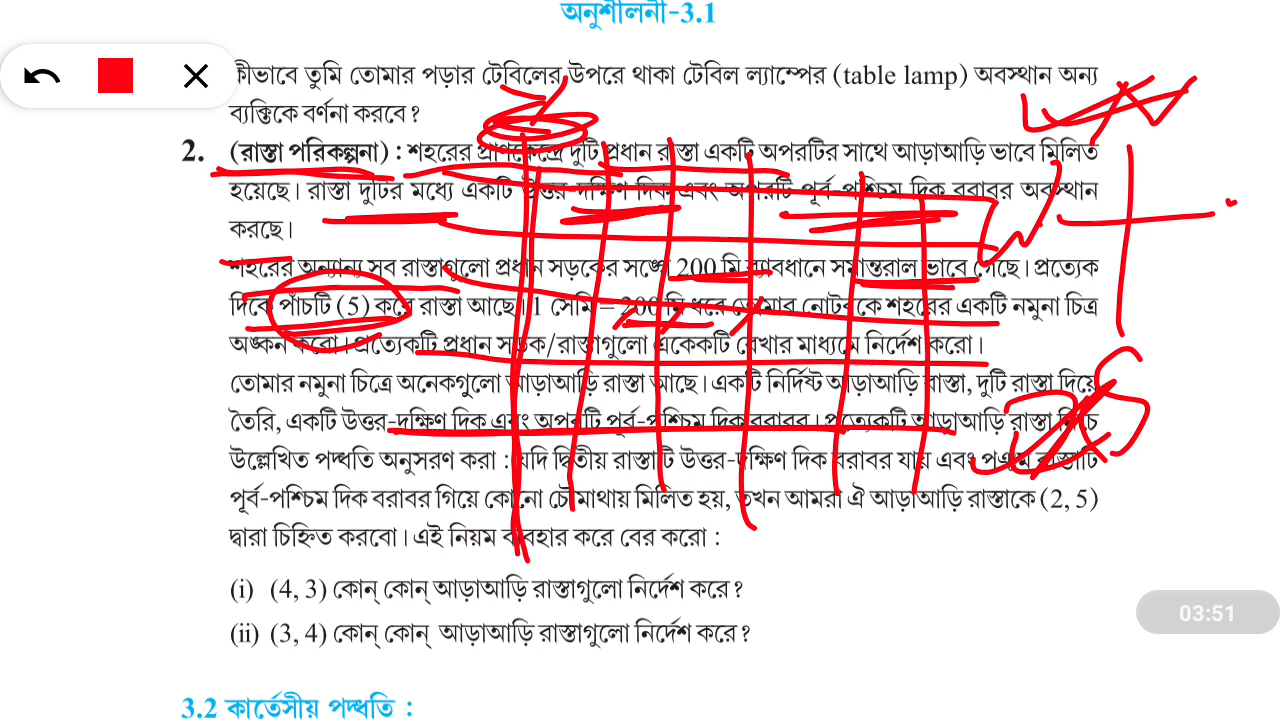 অনুশীলনী-3.1
কীভাবে তুমি তোমার পড়ার টেবিলের উপরে থাকা টেবিল ল্যাম্পের (table lamp) অবস্থান অন্য
ব্যক্তিকে বর্ণনা করবে ?
2. (রাস্তা পরিকল্পনা) : শহরের প্রাণকেন্দ্রে দুটি প্রধান রাস্তা একটি অপরটির সাথে আড়াআড়ি ভাবে মিলিত
হয়েছে। রাস্তা দুটির মধ্যে একটি উত্তর দক্ষিণ দিক এবং অপরটি পূর্ব-পশ্চিম দিক বরাবর অবস্থান
করছে।
শহরের অন্যান্য সব রাস্তাগুলো প্রধান সড়কের সঙ্গে 200 মি ব্যাবধানে সমান্তরাল ভাবে গেছে। প্রত্যেক
দিকে পাঁচটি (5) করে রাস্তা আছে। 1 সেমি = 200 মি ধরে তোমার নোটবুকে শহরের একটি নমুনা চিত্র
অঙ্কন করো। প্রত্যেকটি প্রধান সড়ক/রাস্তাগুলো একেকটি রেখার মাধ্যমে নির্দেশ করো।
তোমার নমুনা চিত্রে অনেকগুলো আড়াআড়ি রাস্তা আছে। একটি নির্দিষ্ট আড়াআড়ি রাস্তা, দুটি রাস্তা দিয়ে
তৈরি, একটি উত্তর-দক্ষিণ দিক এবং অপরটি পূর্ব-পশ্চিম দিক বরাবর। প্রত্যেকটি আড়াআড়ি রাস্তা নিচে
উল্লেখিত পদ্ধতি অনুসরণ করা : যদি দ্বিতীয় রাস্তাটি উত্তর-দক্ষিণ দিক বরাবর যায় এবং পঞ্চম রাস্তাটি
পূর্ব-পশ্চিম দিক বরাবর গিয়ে কোনো চৌমাথায় মিলিত হয়, তখন আমরা ঐ আড়াআড়ি রাস্তাকে (2, 5)
দ্বারা চিহ্নিত করবো। এই নিয়ম ব্যবহার করে বের করো :
(i) (4, 3) কোন্ কোন্ আড়াআড়ি রাস্তাগুলো নির্দেশ করে ?
(ii) (3, 4) কোন্ কোন্ আড়াআড়ি রাস্তাগুলো নির্দেশ করে ?
03:51
3.2 কার্তেসীয় পদ্ধতি :